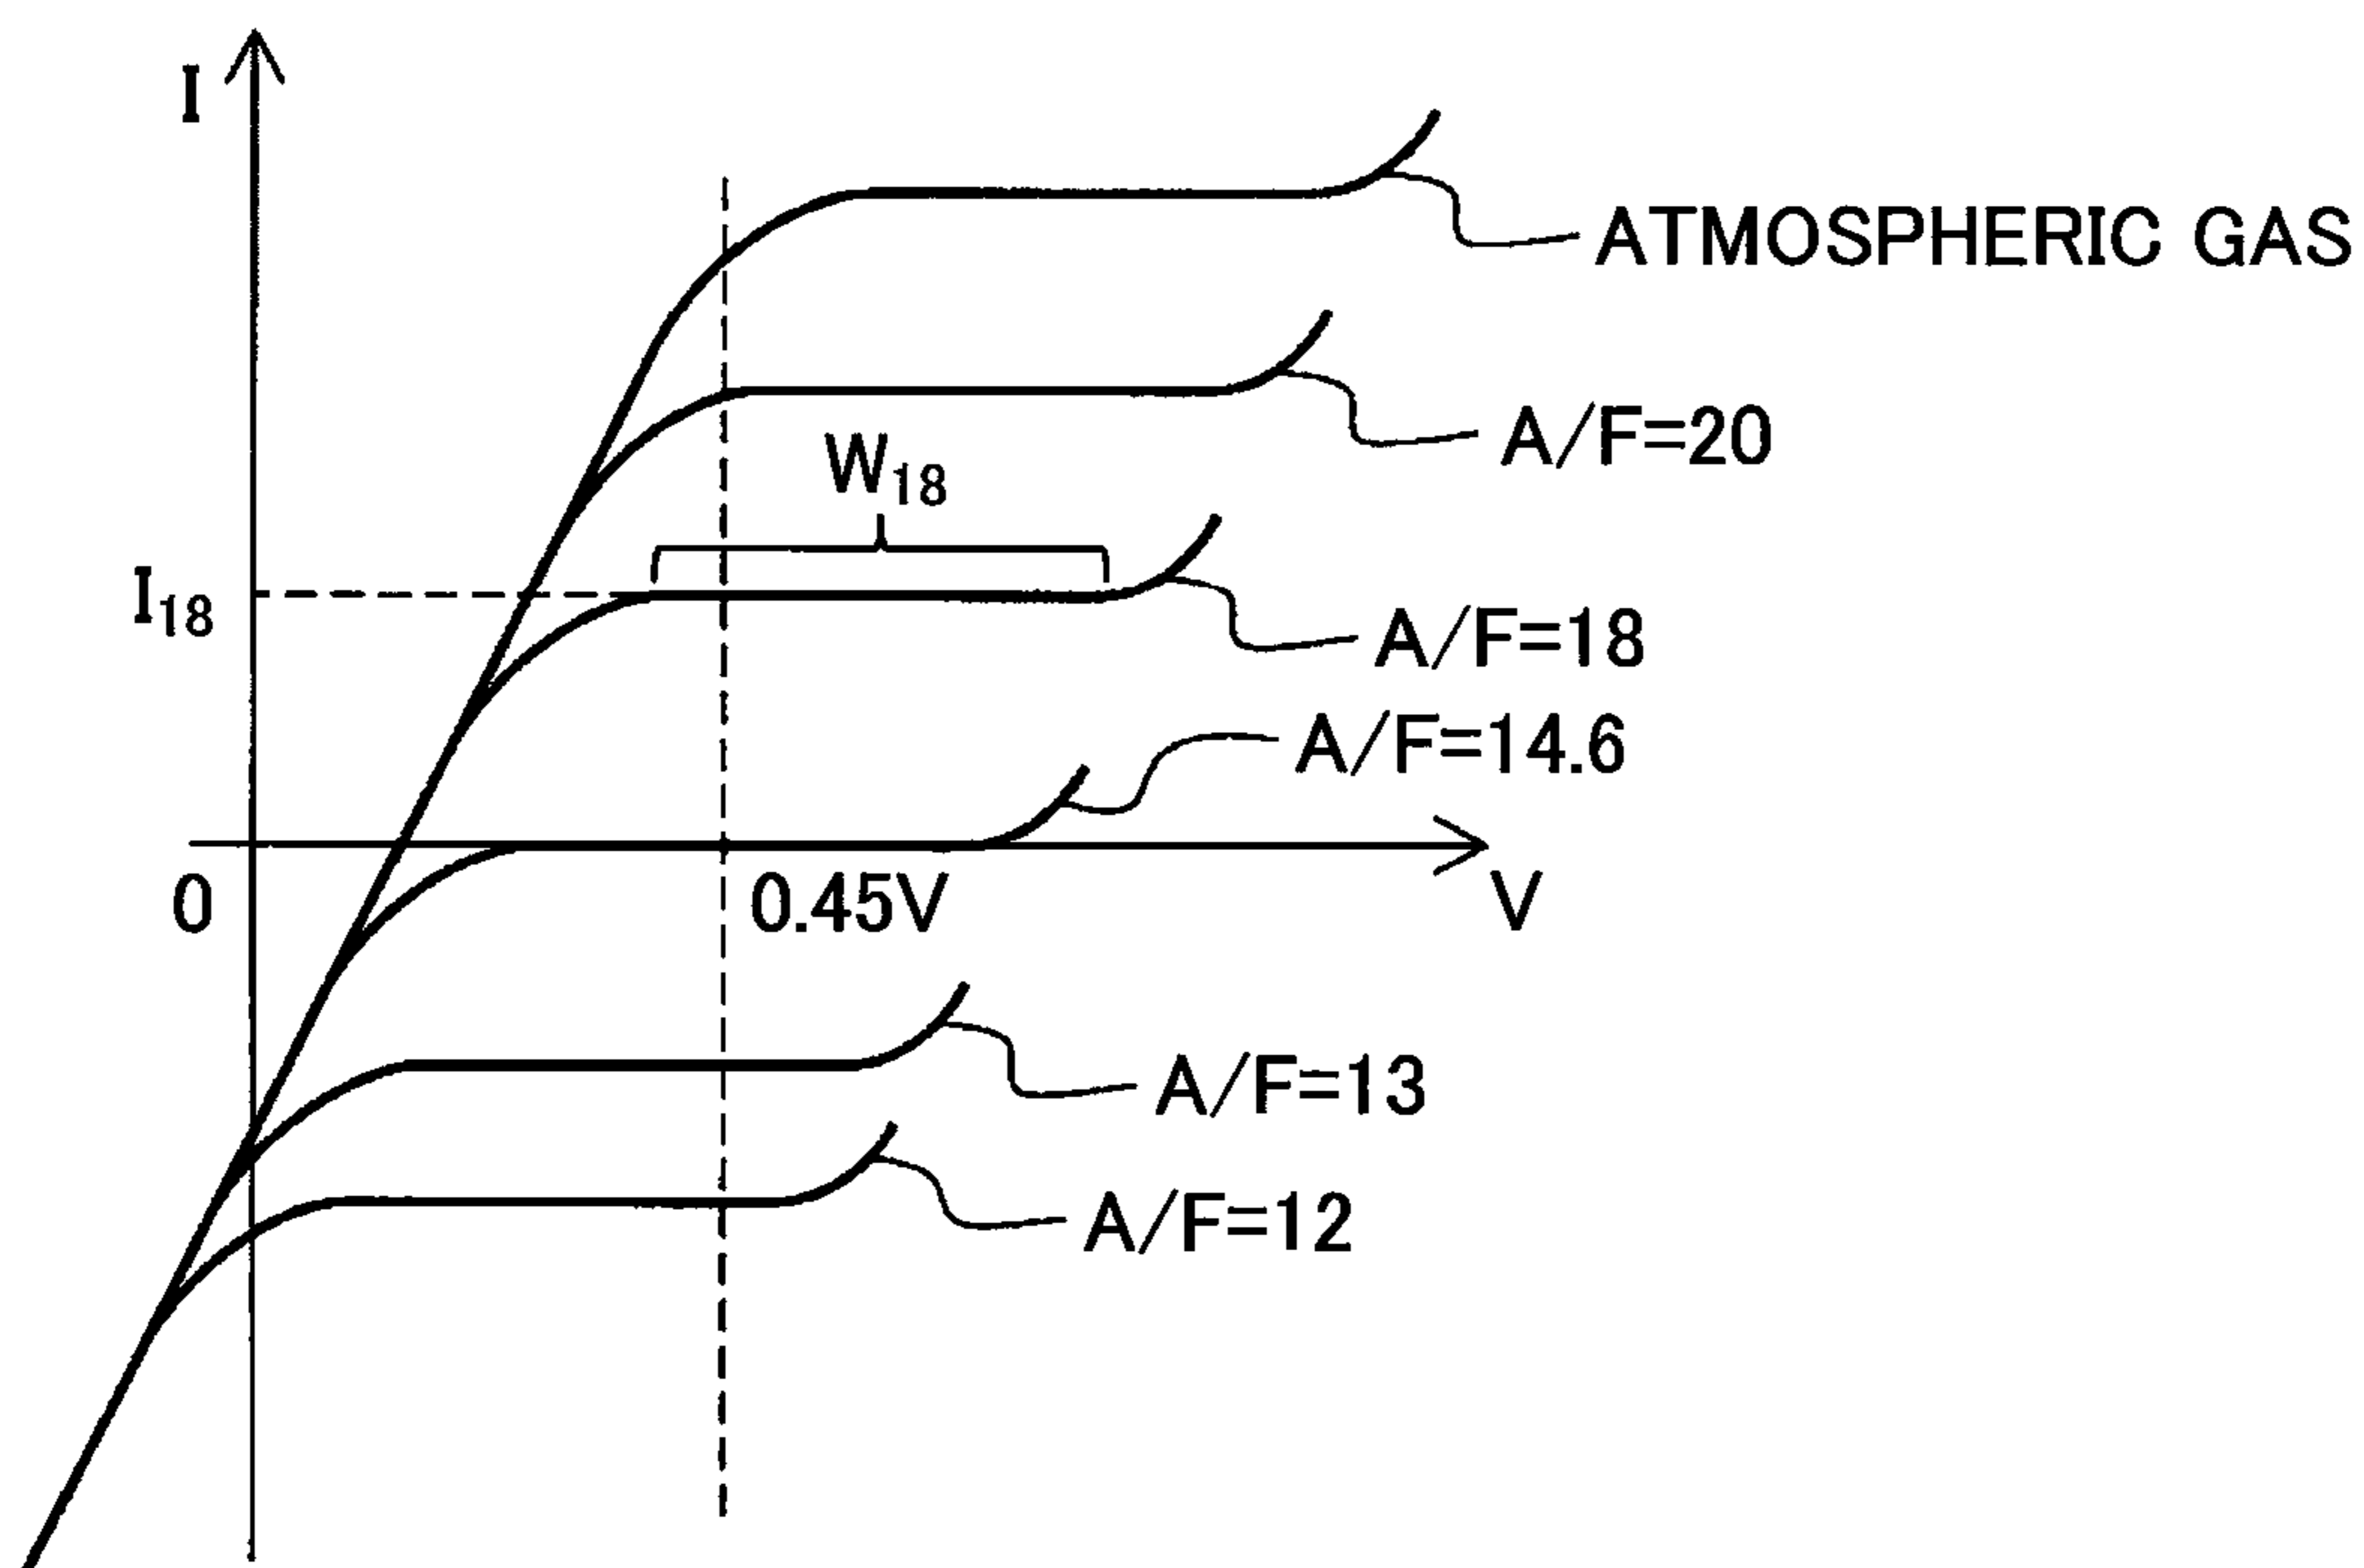 I
ATMOSPHERIC GAS
A/F=20
W18
I18
A/F=18
A/F=14.6
0
0.45V
V
A/F=13
A/F=12